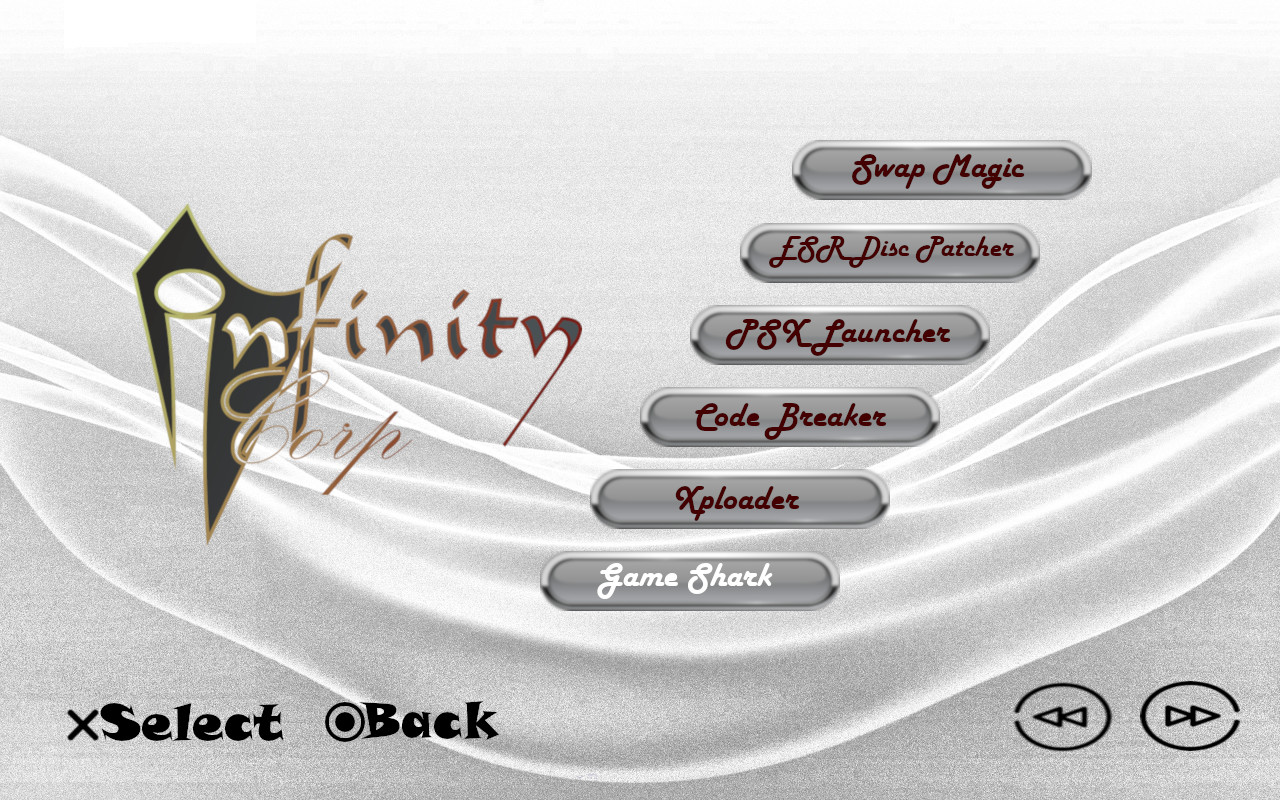 Swap Magic
ESR Disc Patcher
PSX Launcher
infinity
Code Breaker
Corp
Xploader
Game Shark
Select Back